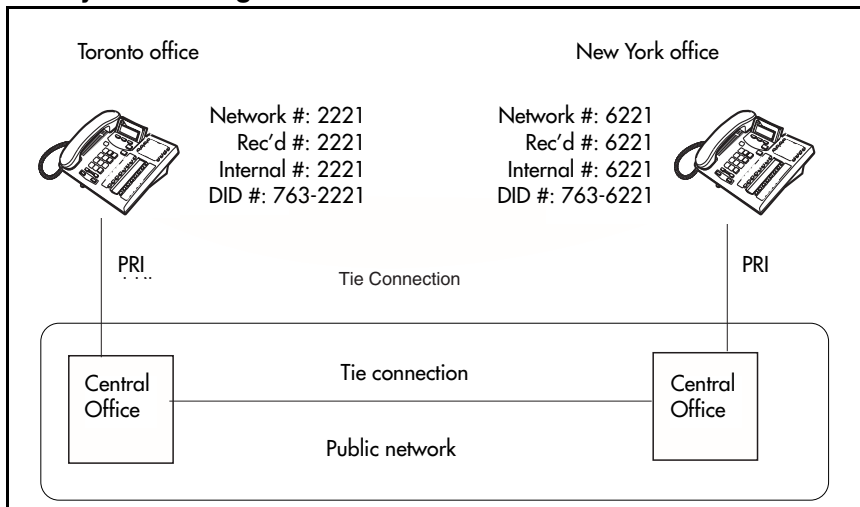 Toronto office
New York office
Network #: 2221
Rec'd #: 2221
Internal #: 2221
DID #: 763-2221
Network #: 6221
Rec'd #: 6221
Internal #: 6221
DID #: 763-6221
PRI
Tie Connection
PRI
Central
Office
Tie connection
Central
Office
Public network